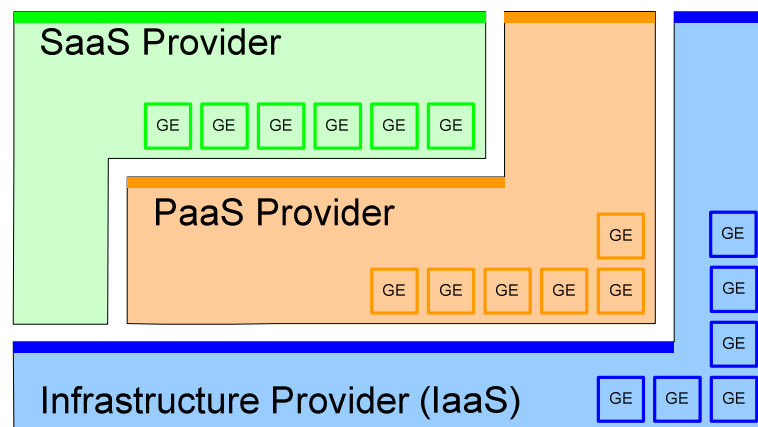 SaaS Provider
GE GE GE GE GE GE
PaaS Provider
GE
GE
GE GE GE GE GE
GE
GE
Infrastructure Provider (IaaS)
GE GE GE